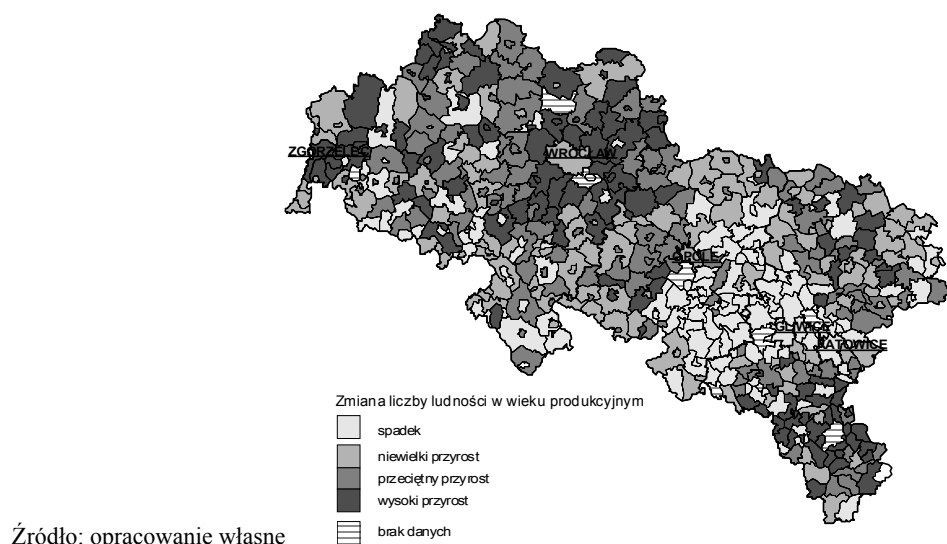 ZGORZELEC
WROCŁAW
OPOLE
GLIWICE
KATOWICE
Zmiana liczby ludności w wieku produkcyjnym
spadek
niewielki przyrost
przeciętny przyrost
wysoki przyrost
brak danych
Źródło: opracowanie własne